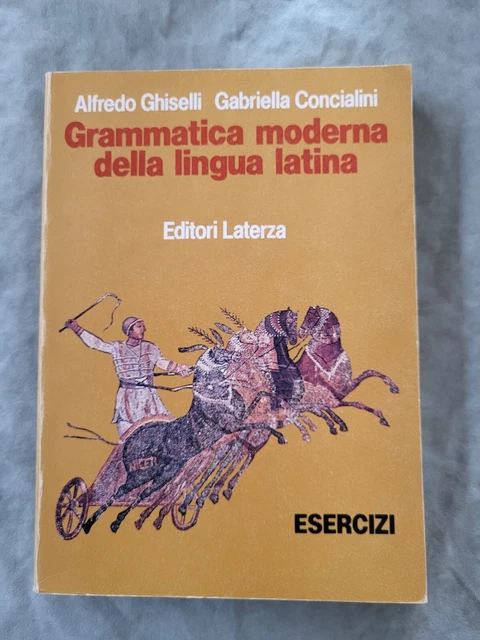 Alfredo Ghiselli Gabriella Concialini
Grammatica moderna
della lingua latina
Editori Laterza
ESERCIZI